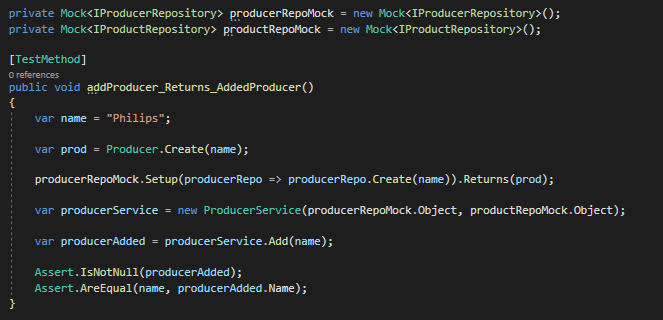 private Mock<IProducerRepository> producerRepoMock = new Mock<IProducerRepository>();
private Mock<IProductRepository> productRepoMock = new Mock<IProductRepository>();
[TestMethod]
0 references
public void addProducer_Returns_AddedProducer()
{
var name = "Philips";
var prod = Producer.Create(name);
producerRepoMock.Setup(producerRepo => producerRepo.Create(name)).Returns(prod);
var producerService = new ProducerService(producerRepoMock.Object, productRepoMock.Object);
var producerAdded = producerService.Add(name);
Assert.IsNotNull(producerAdded);
Assert.AreEqual(name, producerAdded.Name);
}